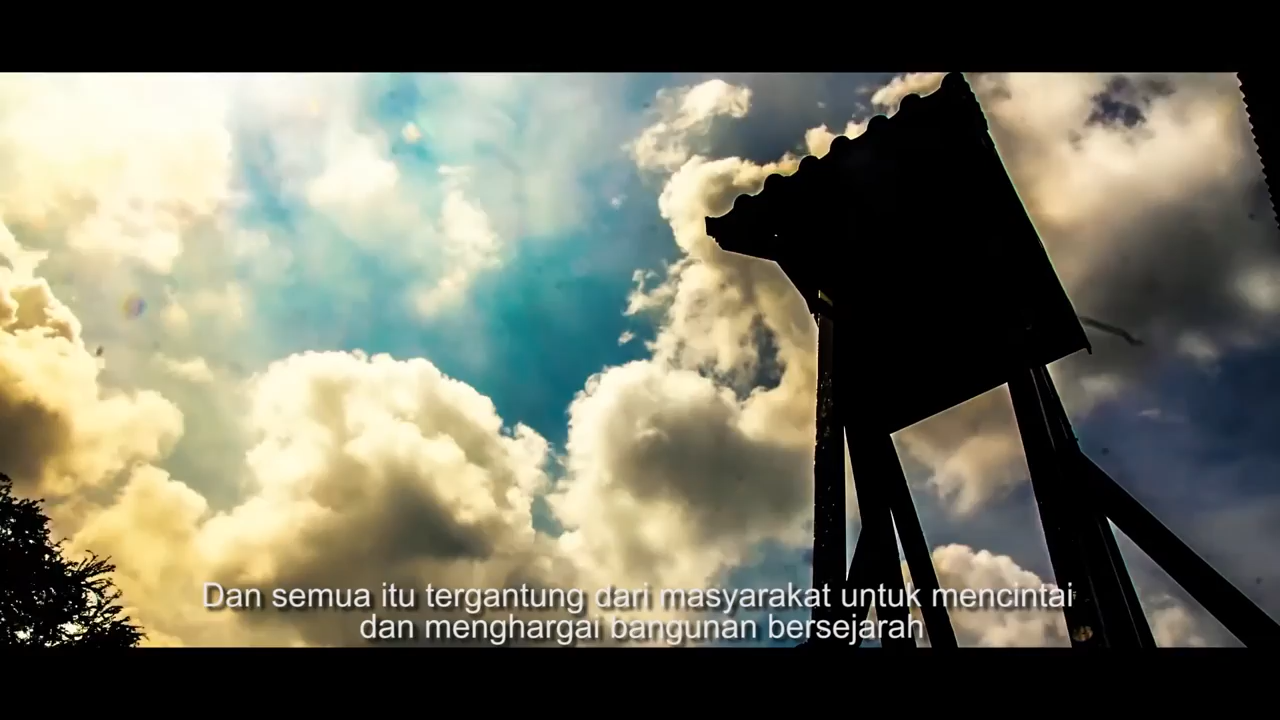 Dan semua itu tergantung dari masyarakat untuk mencintai
dan menghargai bangunan bersejarah